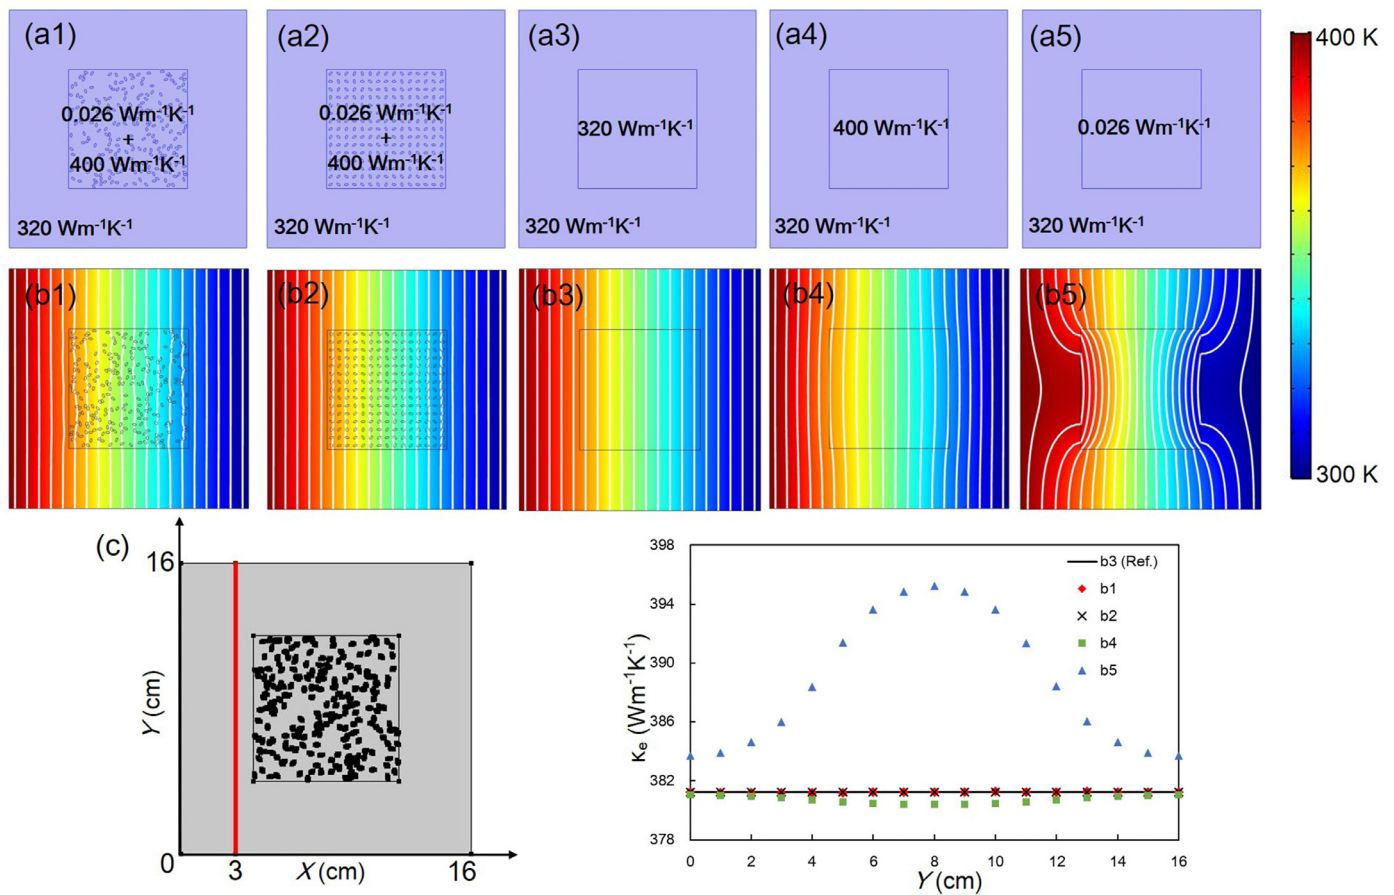 (a1)
0.026 Wm⁻¹K⁻¹
+
400 Wm⁻¹K⁻¹
320 Wm⁻¹K⁻¹
(a2)
0.026 Wm⁻¹K⁻¹
+
400 Wm⁻¹K⁻¹
320 Wm⁻¹K⁻¹
(a3)
320 Wm⁻¹K⁻¹
320 Wm⁻¹K⁻¹
(a4)
400 Wm⁻¹K⁻¹
320 Wm⁻¹K⁻¹
(a5)
0.026 Wm⁻¹K⁻¹
320 Wm⁻¹K⁻¹
400 K
300 K
(b1)
(b2)
(b3)
(b4)
(b5)
(c)
16
Y (cm)
0
3
X (cm)
16
398
394
390
386
382
378
κₑ (Wm⁻¹K⁻¹)
b3 (Ref.)
b1
b2
b4
b5
0 2 4 6 8 10 12 14 16
Y (cm)